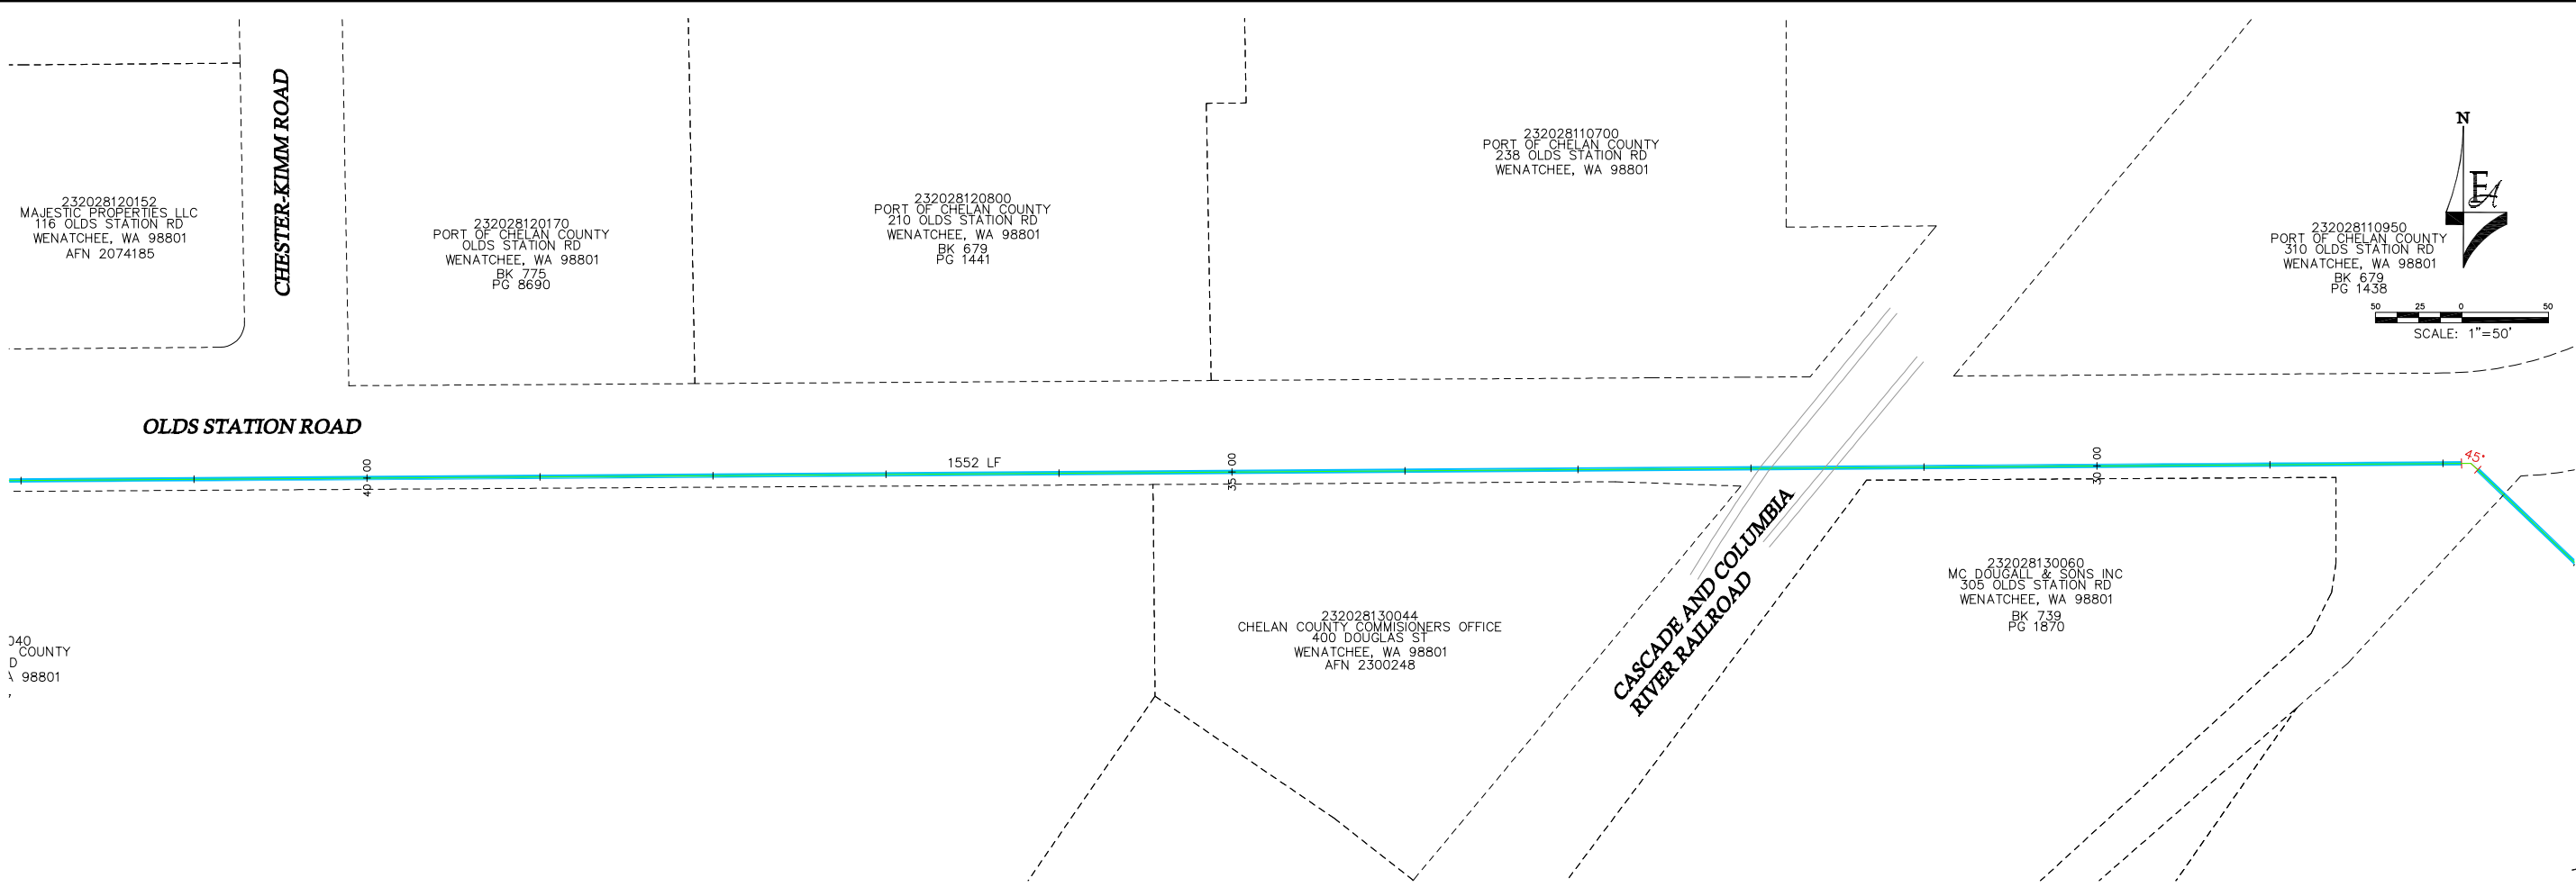 CHESTER-KIMM ROAD
232028120152
MAJESTIC PROPERTIES LLC
116 OLDS STATION RD
WENATCHEE, WA 98801
AFN 2074185
232028120170
PORT OF CHELAN COUNTY
OLDS STATION RD
WENATCHEE, WA 98801
BK 775
PG 8690
232028120800
PORT OF CHELAN COUNTY
210 OLDS STATION RD
WENATCHEE, WA 98801
BK 679
PG 1441
232028110700
PORT OF CHELAN COUNTY
238 OLDS STATION RD
WENATCHEE, WA 98801
N
EA
232028110950
PORT OF CHELAN COUNTY
310 OLDS STATION RD
WENATCHEE, WA 98801
BK 679
PG 1438
50 25 0 50
SCALE: 1"=50'
OLDS STATION ROAD
40+00
1552 LF
35+00
30+00
45°
CASCADE AND COLUMBIA
RIVER RAILROAD
040
COUNTY
D
A 98801
232028130044
CHELAN COUNTY COMMISIONERS OFFICE
400 DOUGLAS ST
WENATCHEE, WA 98801
AFN 2300248
232028130060
MC DOUGALL & SONS INC
305 OLDS STATION RD
WENATCHEE, WA 98801
BK 739
PG 1870